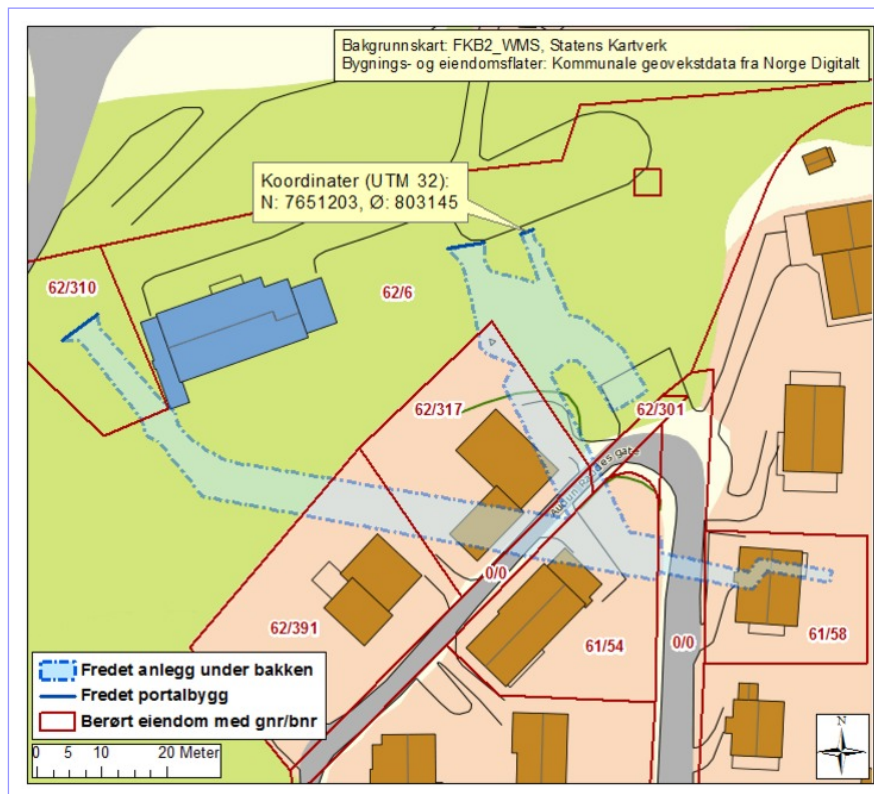 Bakgrunnskart: FKB2_WMS, Statens Kartverk
Bygnings- og eiendomsflater: Kommunale geovekstdata fra Norge Digitalt
Koordinater (UTM 32):
N: 7651203, Ø: 803145
62/310
62/6
62/317
62/301
0/0
62/391
61/54
0/0
61/58
Fredet anlegg under bakken
Fredet portalbygg
Berørt eiendom med gnr/bnr
0 5 10 20 Meter
N